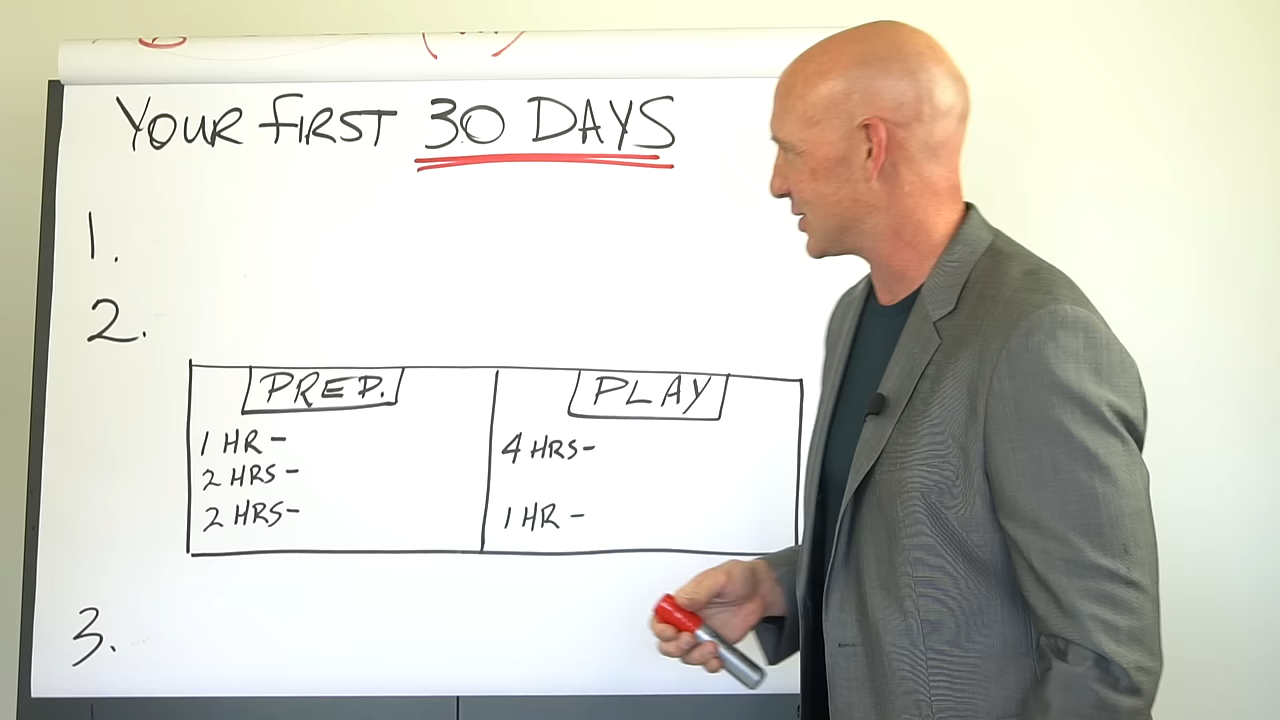 YOUR FIRST 30 DAYS
1.
2.
PREP. PLAY
1 HR - 4 HRS-
2 HRS -
2 HRS- 1 HR -
3.